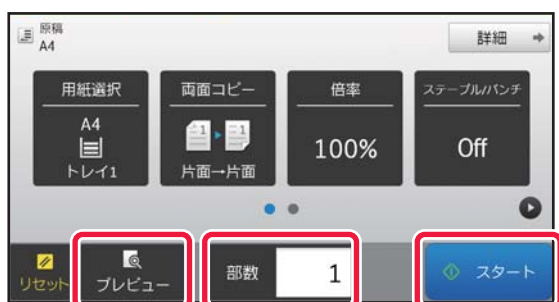 原稿
A4
詳細
用紙選択
A4
トレイ1
両面コピー
1 1
片面→片面
倍率
100%
ステープル/パンチ
Off
リセット
プレビュー
部数
1
スタート